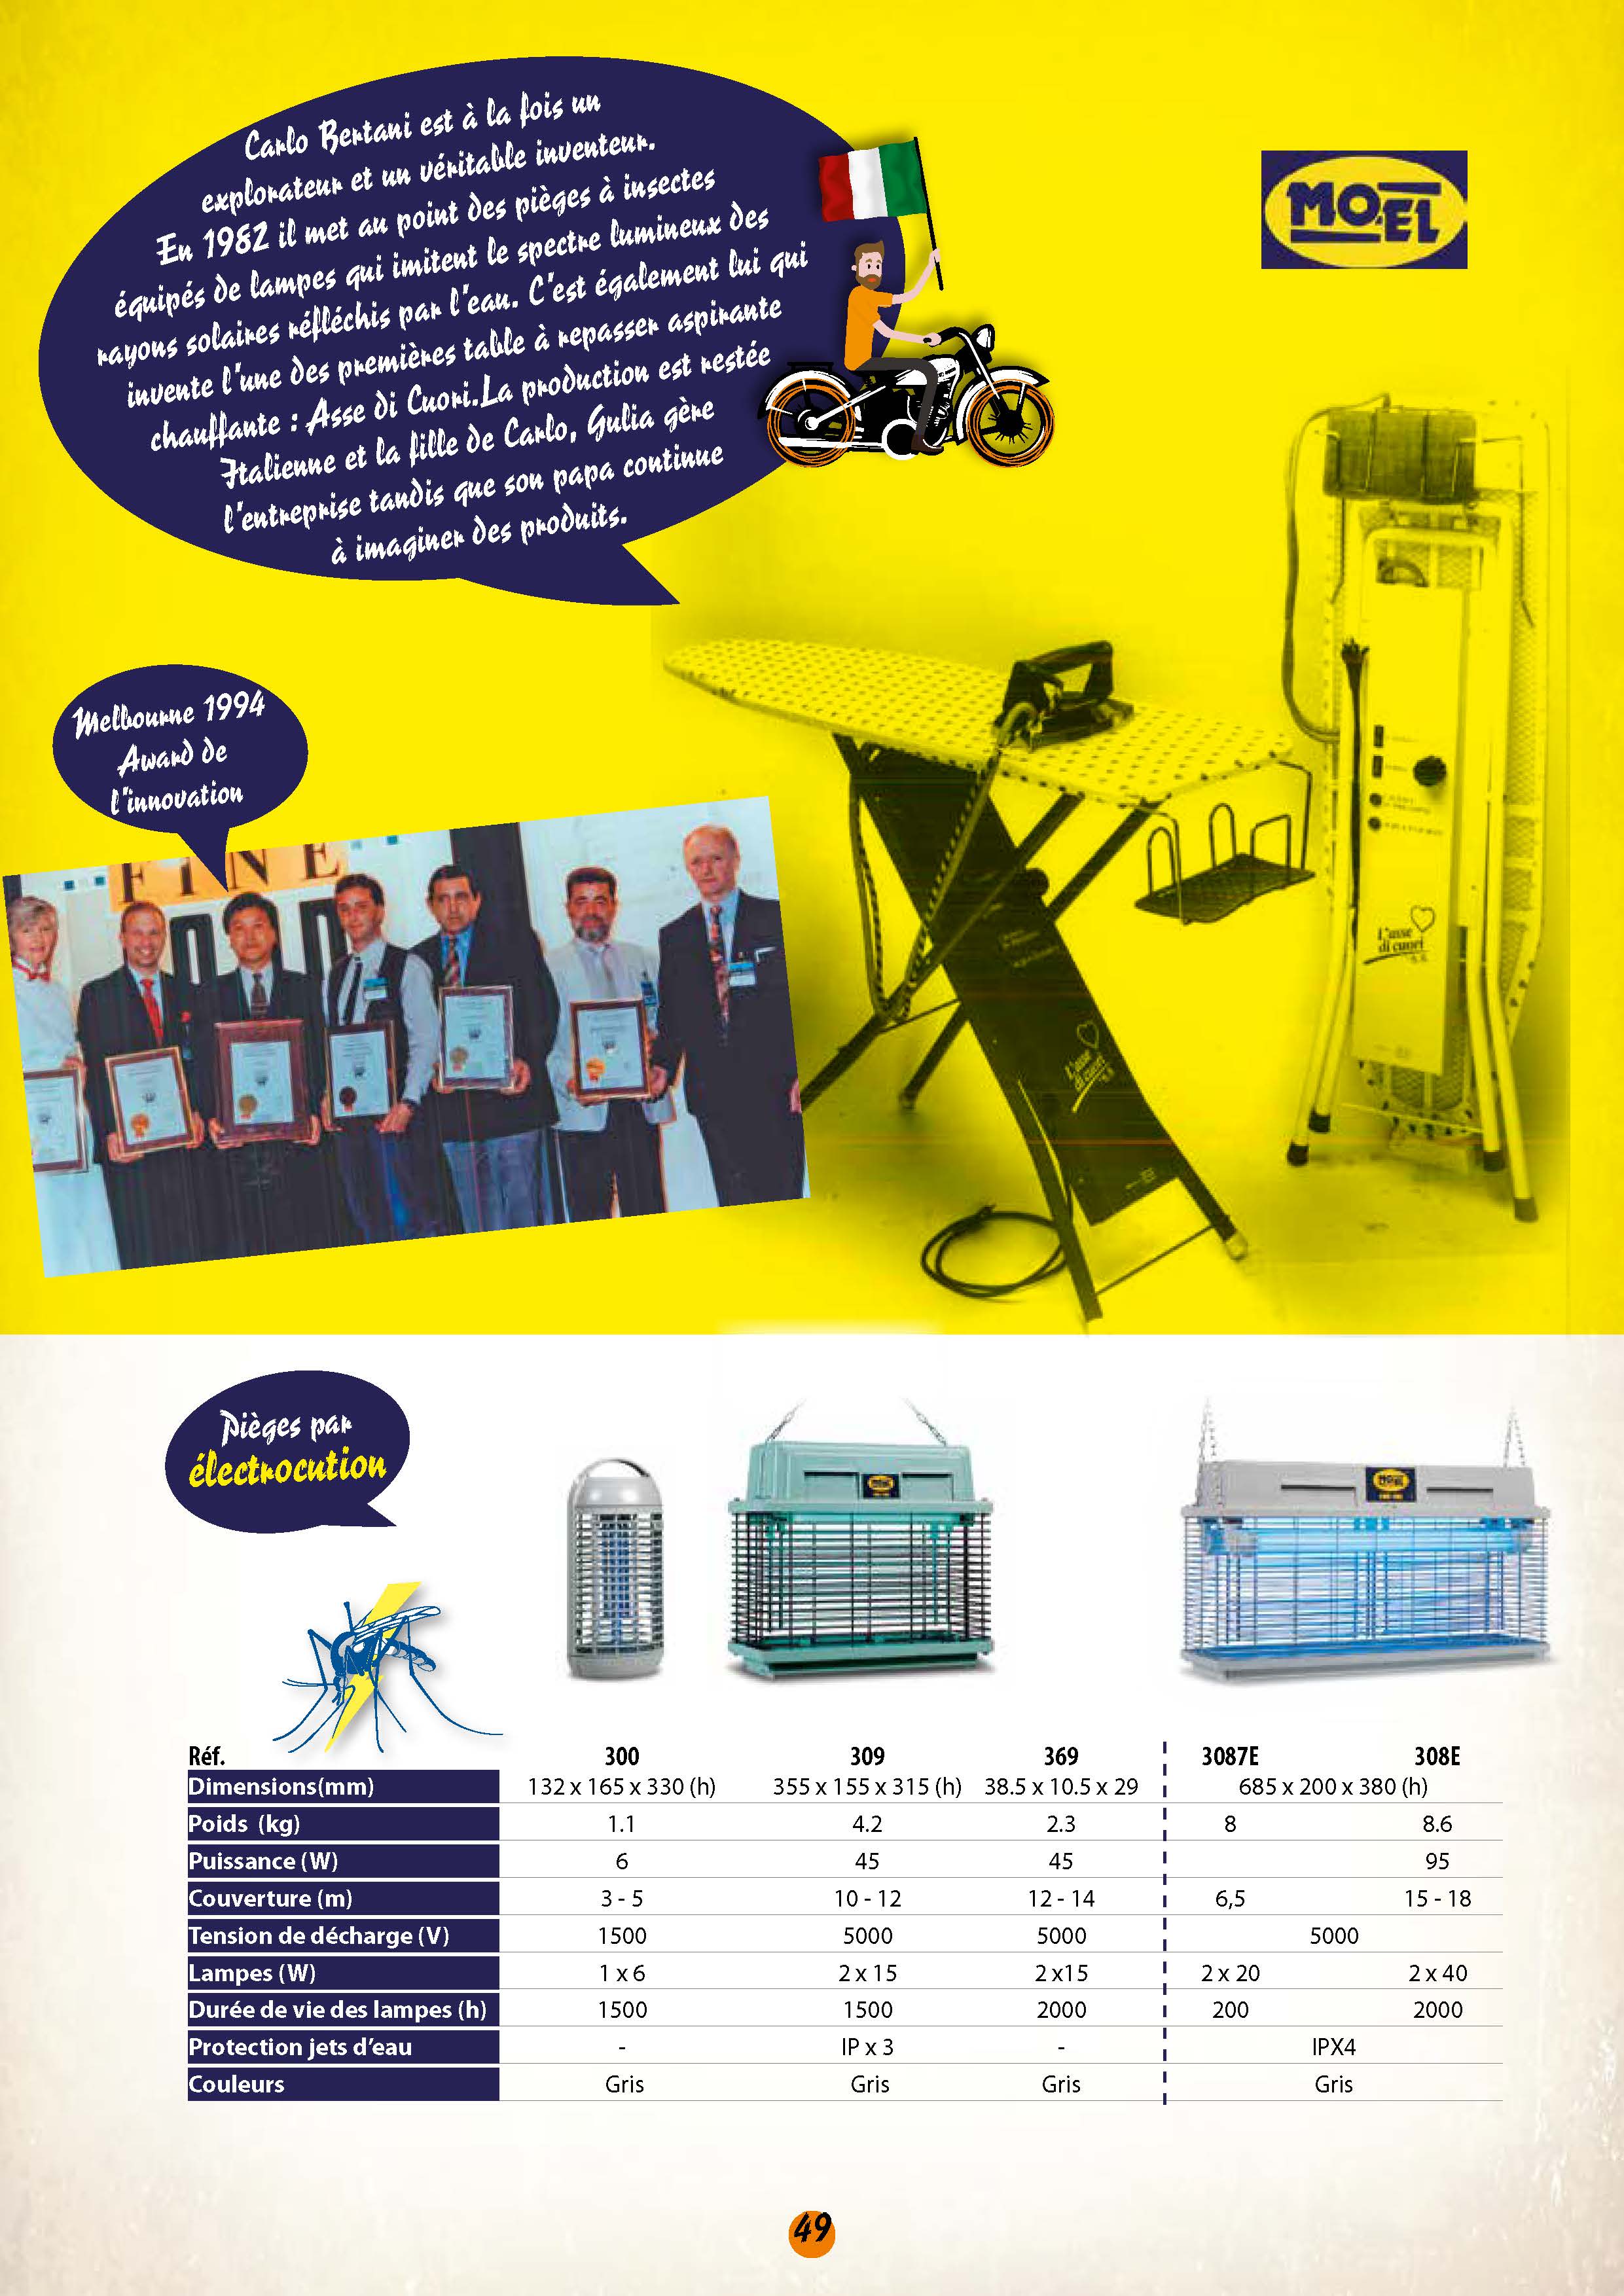 Carlo Bertani est à la fois un
explorateur et un véritable inventeur.
En 1982 il met au point des pièges à insectes
équipés de lampes qui imitent le spectre lumineux des
rayons solaires réfléchis par l'eau. C'est également lui qui
invente l'une des premières table à repasser aspirante
chauffante : Asse di Cuori.La production est restée
Italienne et la fille de Carlo, Gulia gère
l'entreprise tandis que son papa continue
à imaginer des produits.
MO-EL
Melbourne 1994
Award de
l'innovation
FINE
L'asse
di cuori
L'asse
di cuori
Pièges par
électrocution
MO-EL
MO-EL
Réf. 300 309 369 3087E 308E
Dimensions(mm) 132 x 165 x 330 (h) 355 x 155 x 315 (h) 38.5 x 10.5 x 29 685 x 200 x 380 (h)
Poids (kg) 1.1 4.2 2.3 8 8.6
Puissance (W) 6 45 45 95
Couverture (m) 3 - 5 10 - 12 12 - 14 6,5 15 - 18
Tension de décharge (V) 1500 5000 5000 5000
Lampes (W) 1 x 6 2 x 15 2 x15 2 x 20 2 x 40
Durée de vie des lampes (h) 1500 1500 2000 200 2000
Protection jets d'eau - IP x 3 - IPX4
Couleurs Gris Gris Gris Gris
49